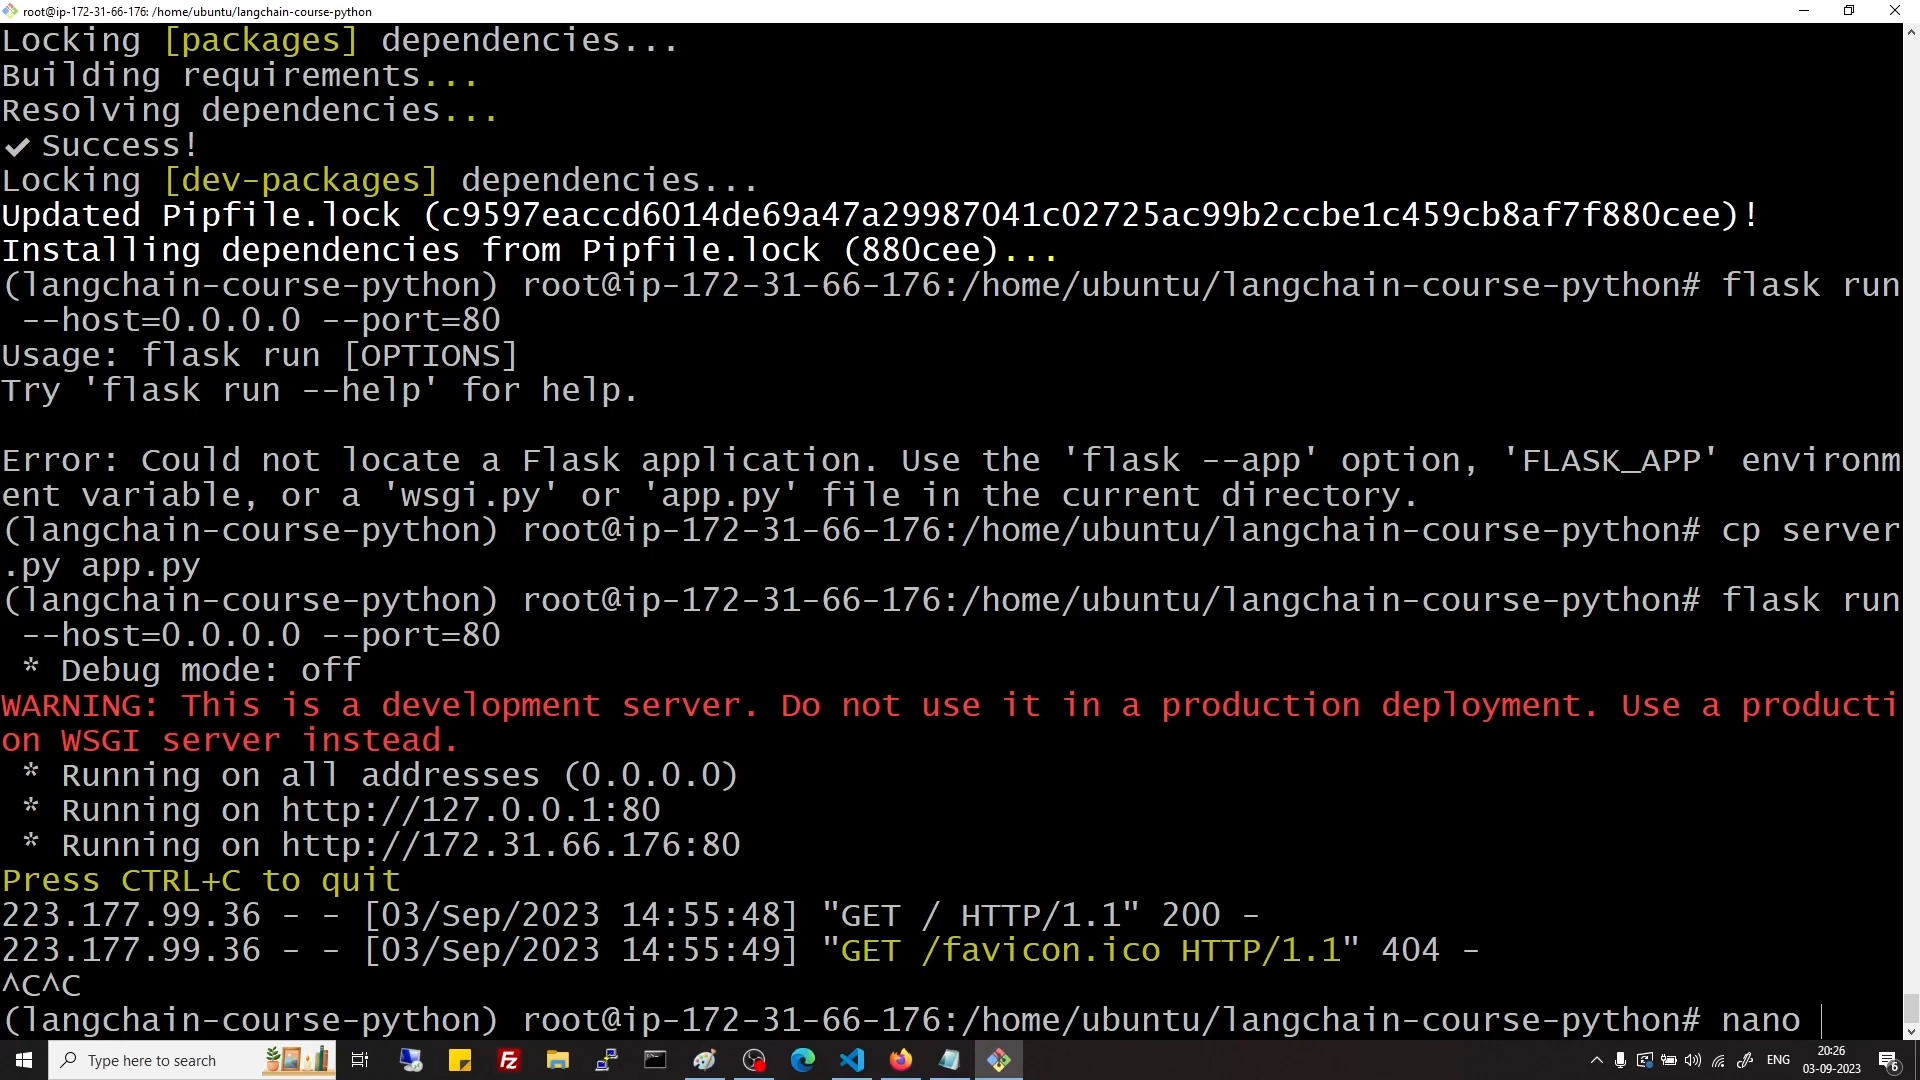 root@ip-172-31-66-176: /home/ubuntu/langchain-course-python
Locking [packages] dependencies...
Building requirements...
Resolving dependencies...
✔ Success!
Locking [dev-packages] dependencies...
Updated Pipfile.lock (c9597eaccd6014de69a47a29987041c02725ac99b2ccbe1c459cb8af7f880cee)!
Installing dependencies from Pipfile.lock (880cee)...
(langchain-course-python) root@ip-172-31-66-176:/home/ubuntu/langchain-course-python# flask run
 --host=0.0.0.0 --port=80
Usage: flask run [OPTIONS]
Try 'flask run --help' for help.
Error: Could not locate a Flask application. Use the 'flask --app' option, 'FLASK_APP' environm
ent variable, or a 'wsgi.py' or 'app.py' file in the current directory.
(langchain-course-python) root@ip-172-31-66-176:/home/ubuntu/langchain-course-python# cp server
.py app.py
(langchain-course-python) root@ip-172-31-66-176:/home/ubuntu/langchain-course-python# flask run
 --host=0.0.0.0 --port=80
 * Debug mode: off
WARNING: This is a development server. Do not use it in a production deployment. Use a producti
on WSGI server instead.
 * Running on all addresses (0.0.0.0)
 * Running on http://127.0.0.1:80
 * Running on http://172.31.66.176:80
Press CTRL+C to quit
223.177.99.36 - - [03/Sep/2023 14:55:48] "GET / HTTP/1.1" 200 -
223.177.99.36 - - [03/Sep/2023 14:55:49] "GET /favicon.ico HTTP/1.1" 404 -
^C^C
(langchain-course-python) root@ip-172-31-66-176:/home/ubuntu/langchain-course-python# nano
Type here to search
Fz
ENG
20:26
03-09-2023
6